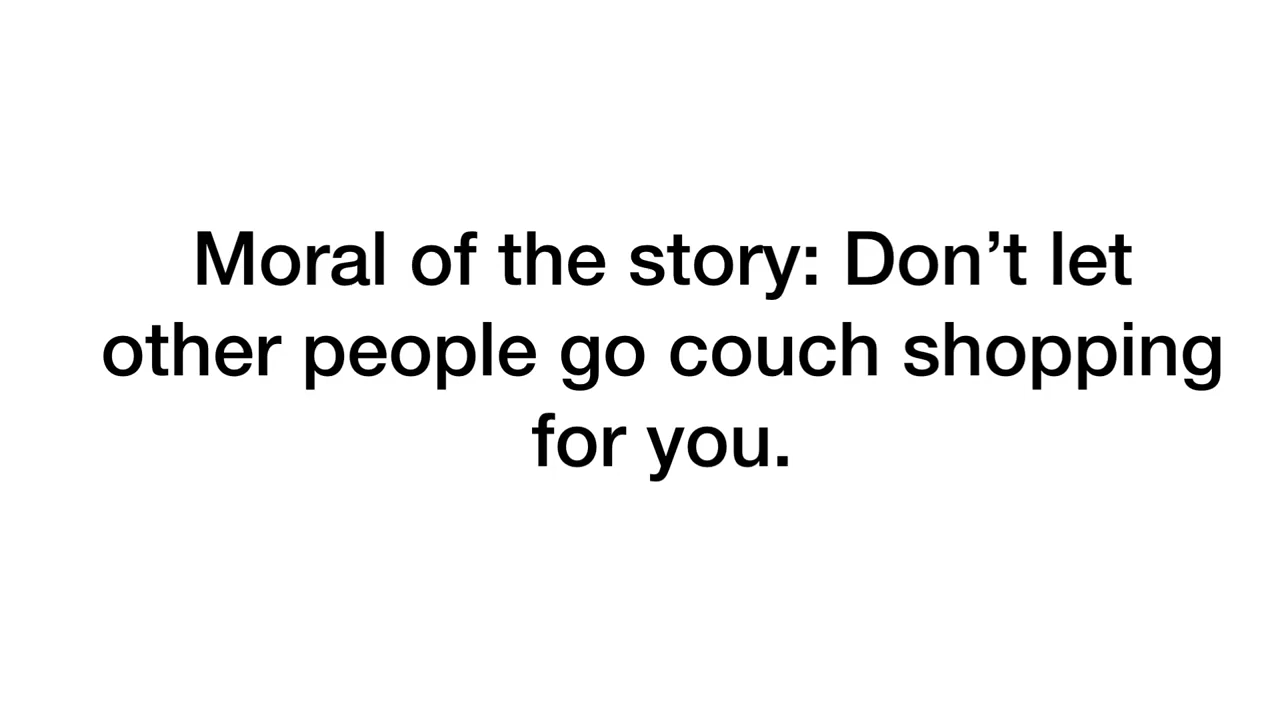 Moral of the story: Don’t let
other people go couch shopping
for you.